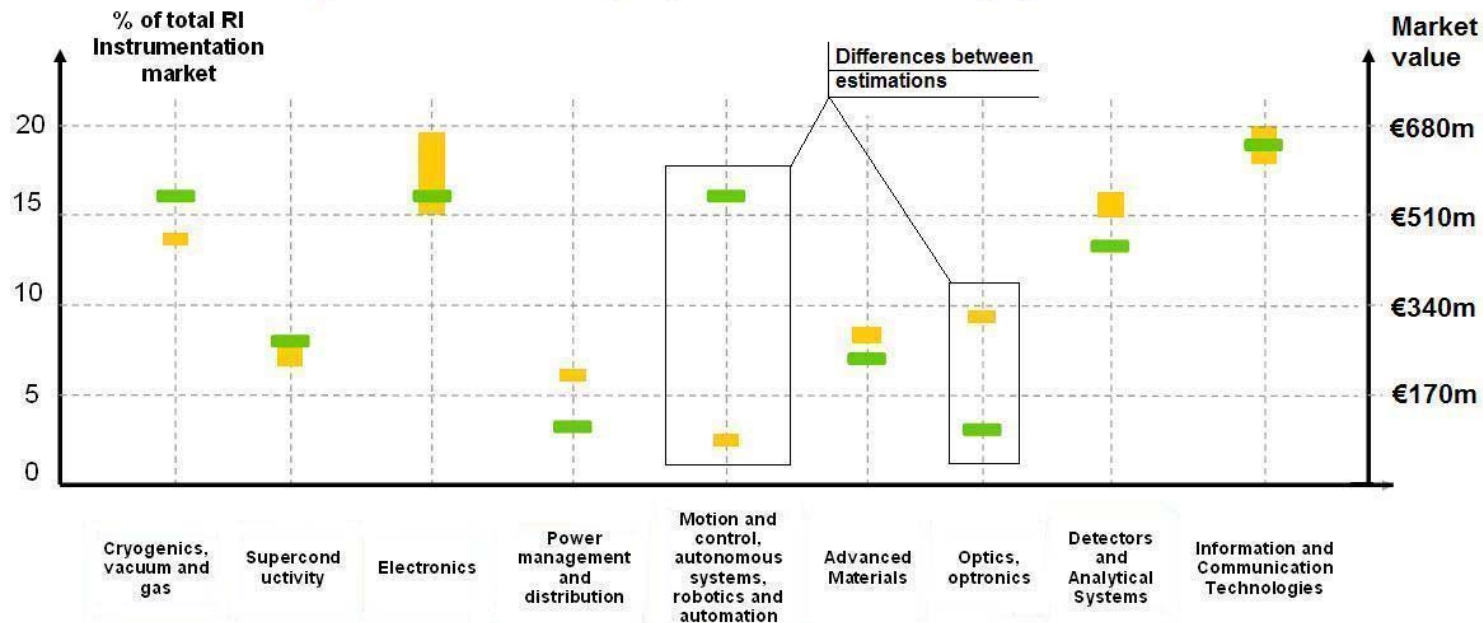 % of total RI
Instrumentation
market
Market
value
Differences between
estimations
20
15
10
5
0
€680m
€510m
€340m
€170m
Cryogenics,
vacuum and
gas
Supercond
uctivity
Electronics
Power
management
and
distribution
Motion and
control,
autonomous
systems,
robotics and
automation
Advanced
Materials
Optics,
optronics
Detectors
and
Analytical
Systems
Information and
Communication
Technologies